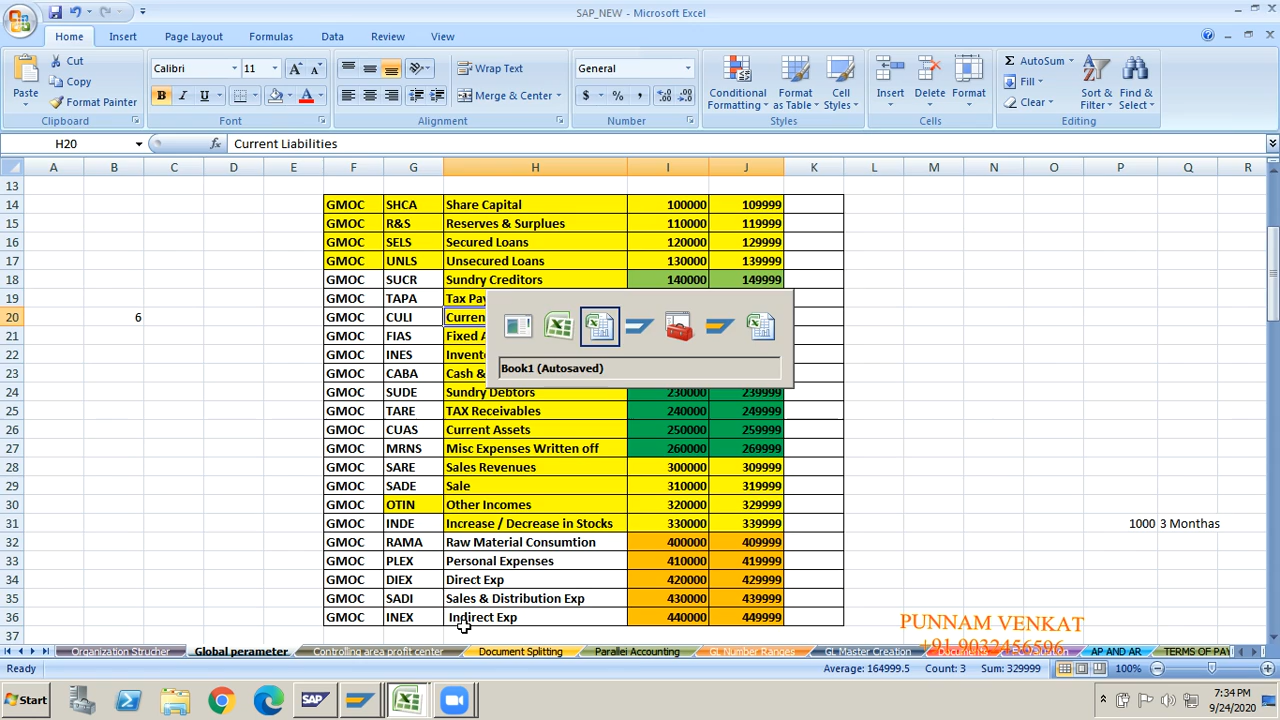 SAP_NEW - Microsoft Excel
Home Insert Page Layout Formulas Data Review View
Paste Cut Copy Format Painter
Calibri 11
B I U A A A
Wrap Text Merge & Center
General
$ % , .0 .00 .00 .0
Conditional Formatting Format as Table Cell Styles
Insert Delete Format
Σ AutoSum Fill Clear Sort & Filter Find & Select
Clipboard Font Alignment Number Styles Cells Editing
H20 fx Current Liabilities
A B C D E F G H I J K L M N O P Q R
13
14 GMOC SHCA Share Capital 100000 109999
15 GMOC R&S Reserves & Surplues 110000 119999
16 GMOC SELS Secured Loans 120000 129999
17 GMOC UNLS Unsecured Loans 130000 139999
18 GMOC SUCR Sundry Creditors 140000 149999
19 GMOC TAPA Tax Pay
20 6 GMOC CULI Curren
21 GMOC FIAS Fixed A
22 GMOC INES Invent
23 GMOC CABA Cash &
Book1 (Autosaved)
24 GMOC SUDE Sundry Debtors 230000 239999
25 GMOC TARE TAX Receivables 240000 249999
26 GMOC CUAS Current Assets 250000 259999
27 GMOC MRNS Misc Expenses Written off 260000 269999
28 GMOC SARE Sales Revenues 300000 309999
29 GMOC SADE Sale 310000 319999
30 GMOC OTIN Other Incomes 320000 329999
31 GMOC INDE Increase / Decrease in Stocks 330000 339999 1000 3 Monthas
32 GMOC RAMA Raw Material Consumtion 400000 409999
33 GMOC PLEX Personal Expenses 410000 419999
34 GMOC DIEX Direct Exp 420000 429999
35 GMOC SADI Sales & Distribution Exp 430000 439999
36 GMOC INEX Indirect Exp 440000 449999
37
PUNNAM VENKAT
+91 9032456596
Organization Strucher Global perameter Controlling area profit center Document Splitting Parallel Accounting GL Number Ranges GL Master Creation AP AND AR TERMS OF PAY
Ready Average: 164999.5 Count: 3 Sum: 329999 100%
Start SAP 7:34 PM
9/24/2020